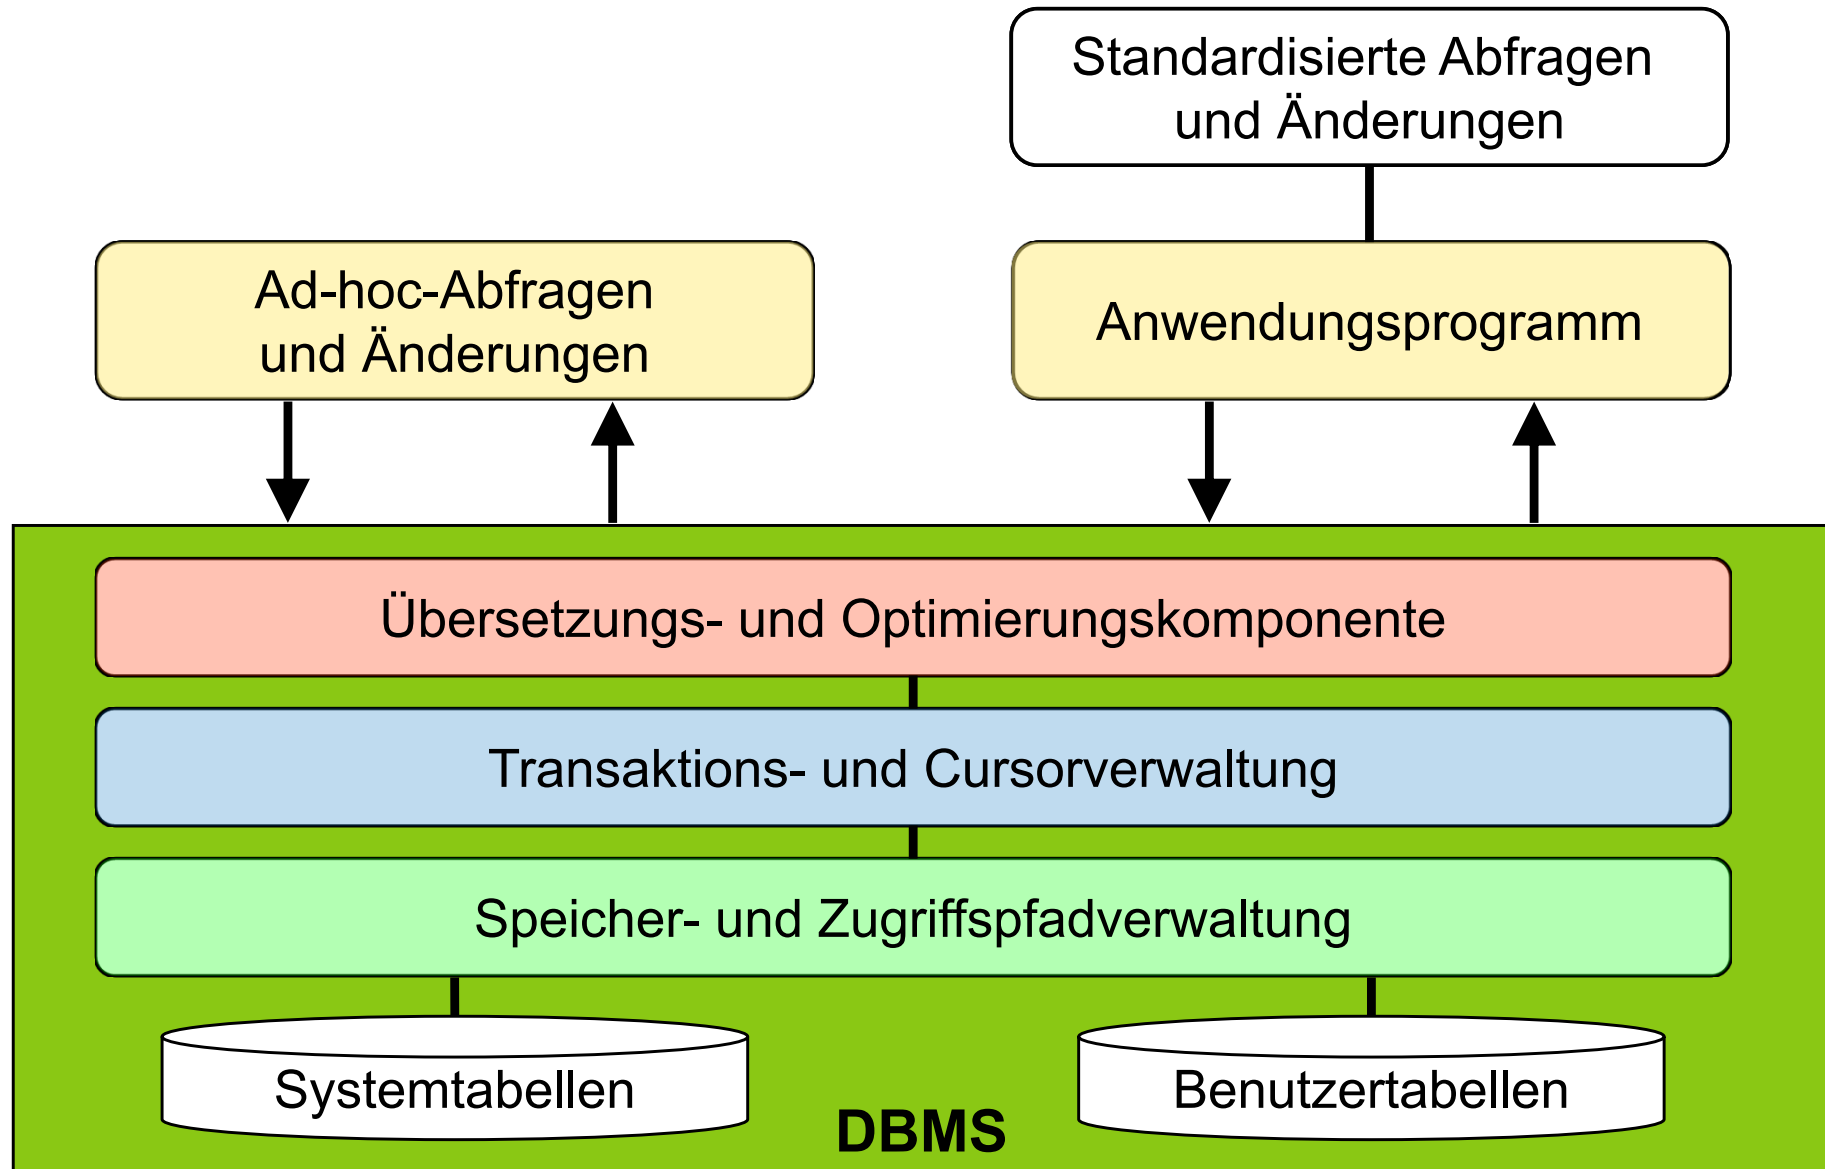 Standardisierte Abfragen
und Änderungen
Ad-hoc-Abfragen
und Änderungen
Anwendungsprogramm
Übersetzungs- und Optimierungskomponente
Transaktions- und Cursorverwaltung
Speicher- und Zugriffspfadverwaltung
Systemtabellen
Benutzertabellen
DBMS